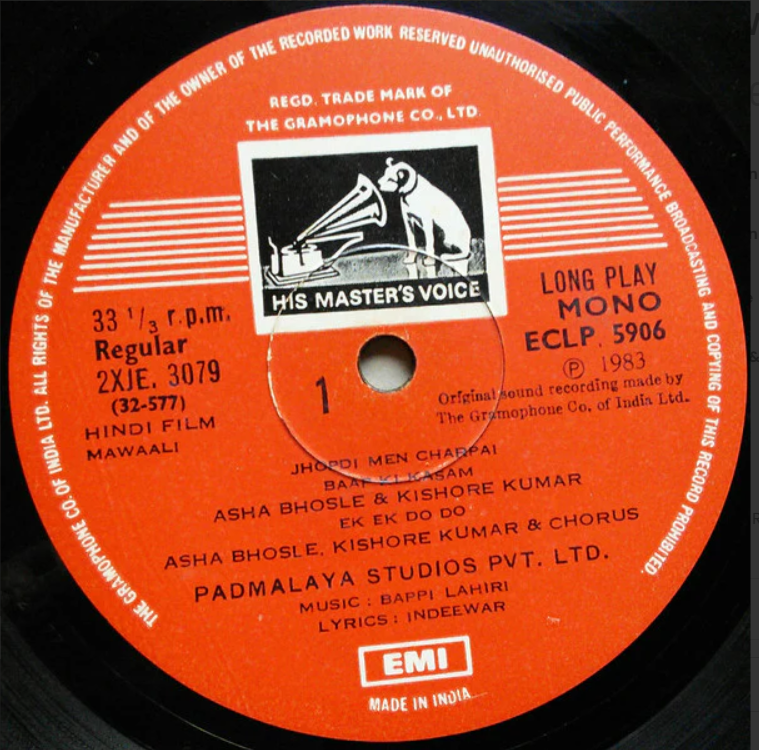 THE GRAMOPHONE CO. OF INDIA LTD. ALL RIGHTS OF THE MANUFACTURER AND OF THE OWNER OF THE RECORDED WORK RESERVED UNAUTHORISED PUBLIC PERFORMANCE BROADCASTING AND COPYING OF THIS RECORD PROHIBITED.
REGD. TRADE MARK OF
THE GRAMOPHONE CO., LTD.
HIS MASTER'S VOICE
33 1/3 r.p.m.
Regular
2XJE. 3079
(32-577)
HINDI FILM
MAWAALI
1
LONG PLAY
MONO
ECLP. 5906
Ⓟ 1983
Original sound recording made by
The Gramophone Co. of India Ltd.
JHOPDI MEN CHARPAI
BAAP KI KASAM
ASHA BHOSLE & KISHORE KUMAR
EK EK DO DO
ASHA BHOSLE, KISHORE KUMAR & CHORUS
PADMALAYA STUDIOS PVT. LTD.
MUSIC : BAPPI LAHIRI
LYRICS : INDEEWAR
EMI
MADE IN INDIA